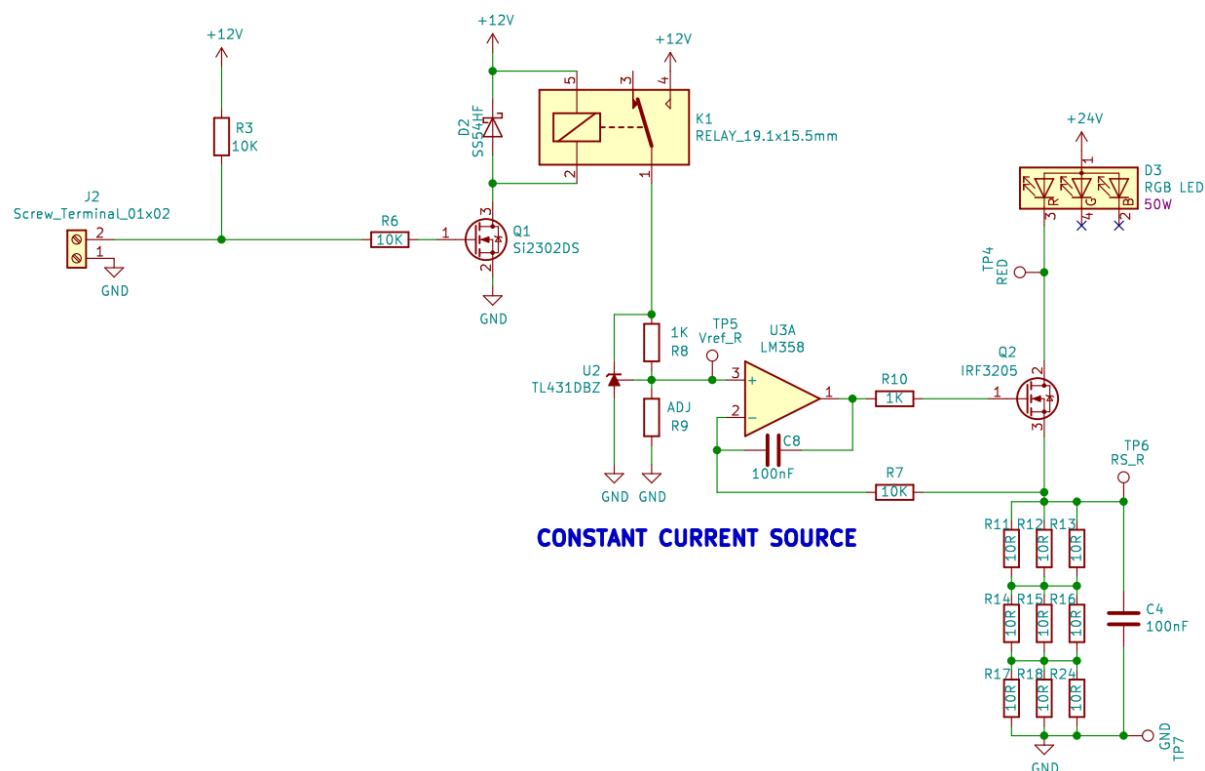 +12V
+12V
+12V
+24V
R3
10K
D2
SS54HF
5
3
4
K1
RELAY_19.1x15.5mm
2
1
1
D3
RGB LED
50W
R
G
B
3
4
2
J2
Screw_Terminal_01x02
2
1
GND
R6
10K
1
3
2
Q1
Si2302DS
GND
TP4
RED
1K
R8
TP5
Vref_R
U3A
LM358
U2
TL431DBZ
ADJ
R9
3
+
2
-
1
R10
1K
Q2
IRF3205
1
2
3
C8
100nF
R7
10K
TP6
RS_R
GND
GND
CONSTANT CURRENT SOURCE
R11
10R
R12
10R
R13
10R
R14
10R
R15
10R
R16
10R
C4
100nF
R17
10R
R18
10R
R24
10R
GND
TP7
GND